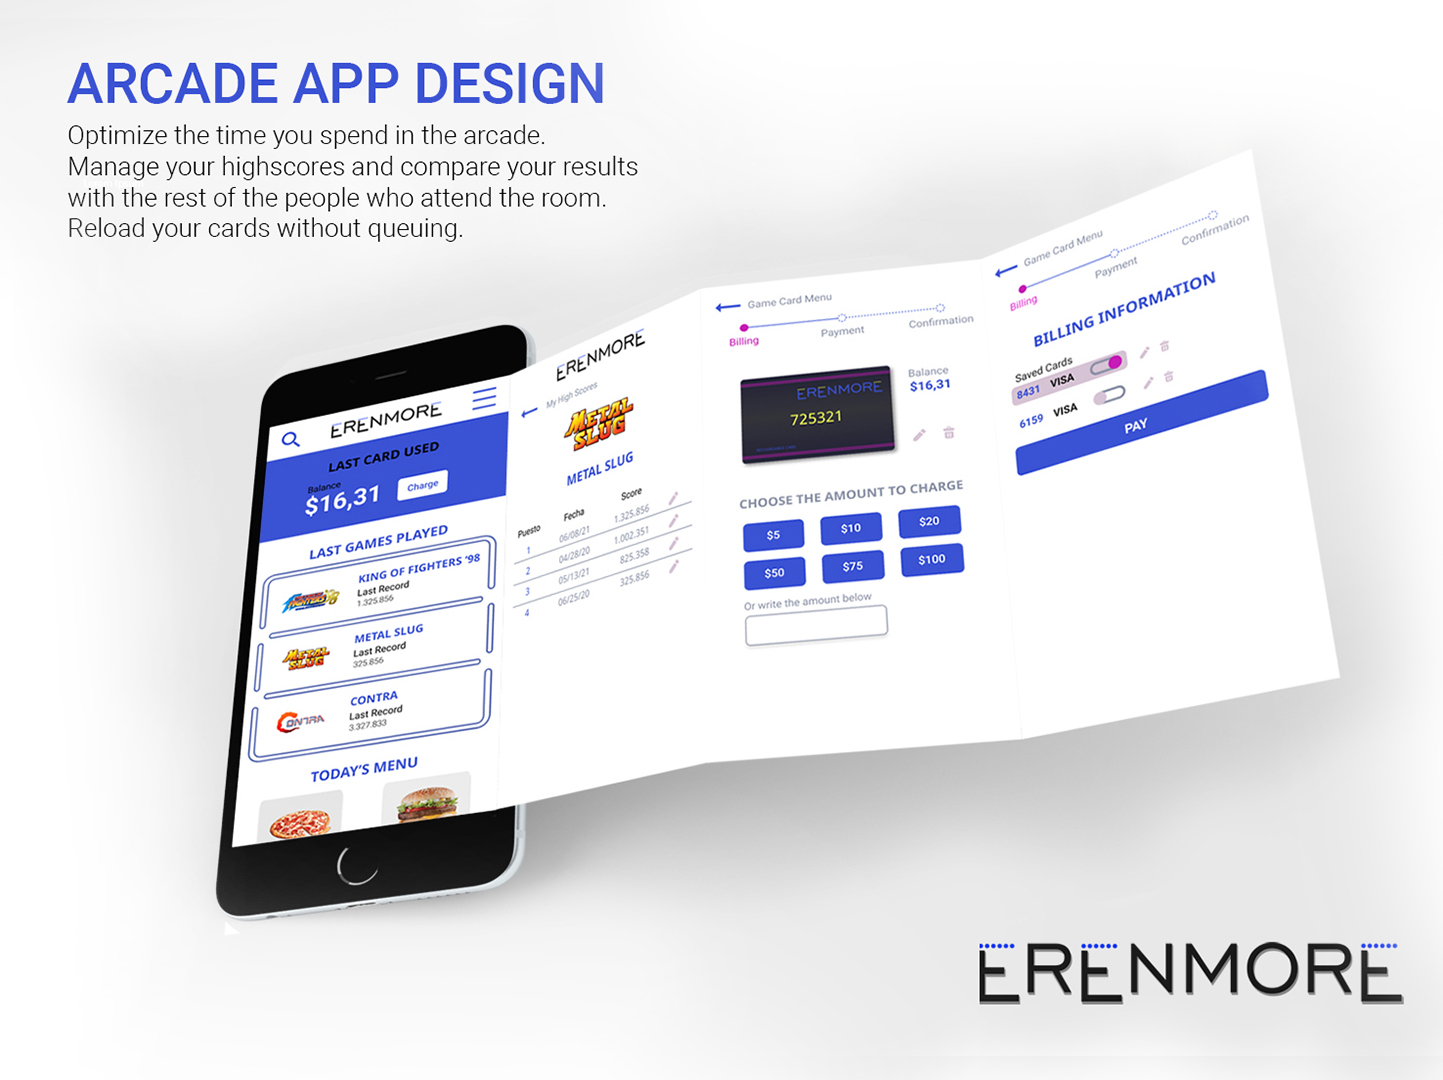 ARCADE APP DESIGN
Optimize the time you spend in the arcade.
Manage your highscores and compare your results
with the rest of the people who attend the room.
Reload your cards without queuing.
ERENMORE
LAST CARD USED
Balance
$16,31
Charge
LAST GAMES PLAYED
KING OF FIGHTERS '98
Last Record
1.325.856
METAL SLUG
METAL SLUG
Last Record
325.856
CONTRA
CONTRA
Last Record
3.327.833
TODAY'S MENU
ERENMORE
My High Scores
METAL SLUG
METAL SLUG
Puesto Fecha Score
1 06/08/21 1.325.856
2 04/28/20 1.002.351
3 05/13/21 825.358
4 06/25/20 325.856
Game Card Menu
Billing Payment Confirmation
ERENMORE
725321
Balance
$16,31
CHOOSE THE AMOUNT TO CHARGE
$5 $10 $20
$50 $75 $100
Or write the amount below
Game Card Menu
Billing Payment Confirmation
BILLING INFORMATION
Saved Cards
8431 VISA
6159 VISA
PAY
ERENMORE